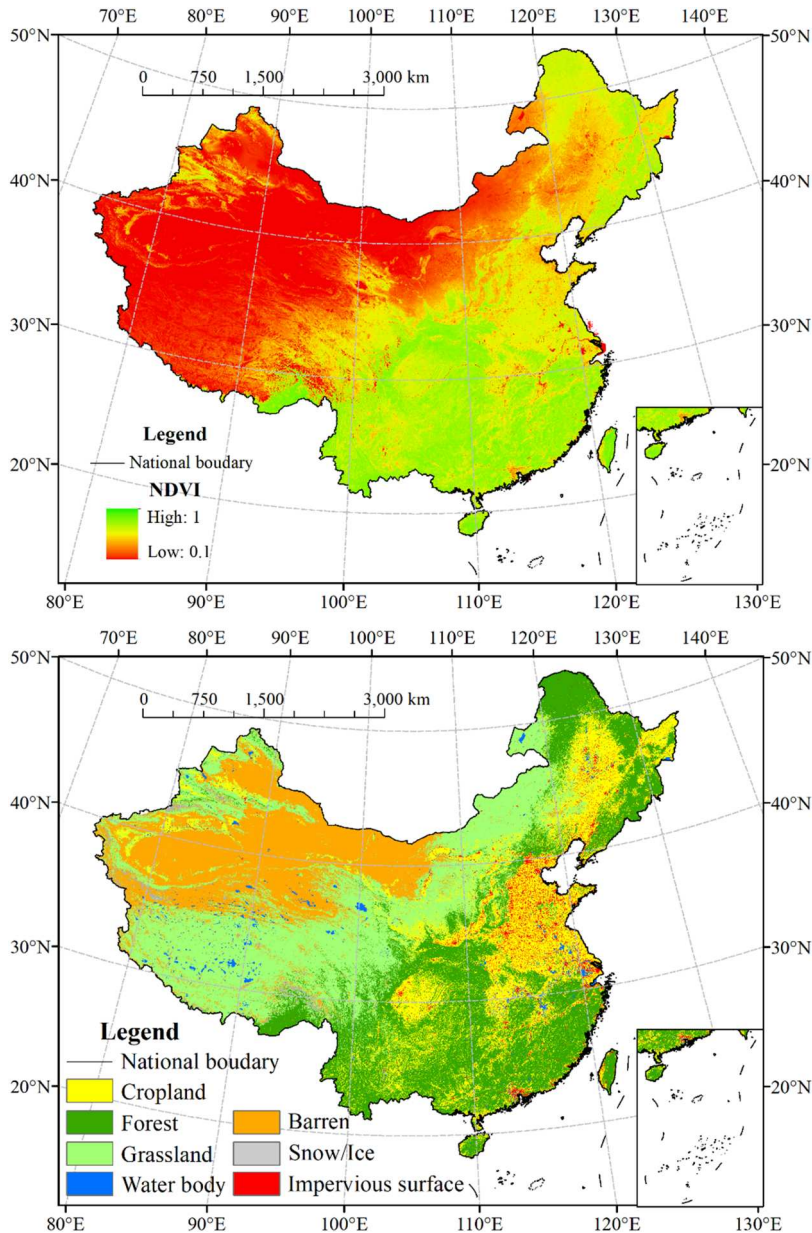 70°E 80°E 90°E 100°E 110°E 120°E 130°E 140°E
50°N 50°N
0 750 1,500 3,000 km
40°N 40°N
30°N 30°N
Legend
National boudary
NDVI
High: 1
Low: 0.1
20°N 20°N
80°E 90°E 100°E 110°E 120°E 130°E
70°E 80°E 90°E 100°E 110°E 120°E 130°E 140°E
50°N 50°N
0 750 1,500 3,000 km
40°N 40°N
30°N 30°N
Legend
National boudary
Cropland
Forest Barren
Grassland Snow/Ice
Water body Impervious surface
20°N 20°N
80°E 90°E 100°E 110°E 120°E 130°E